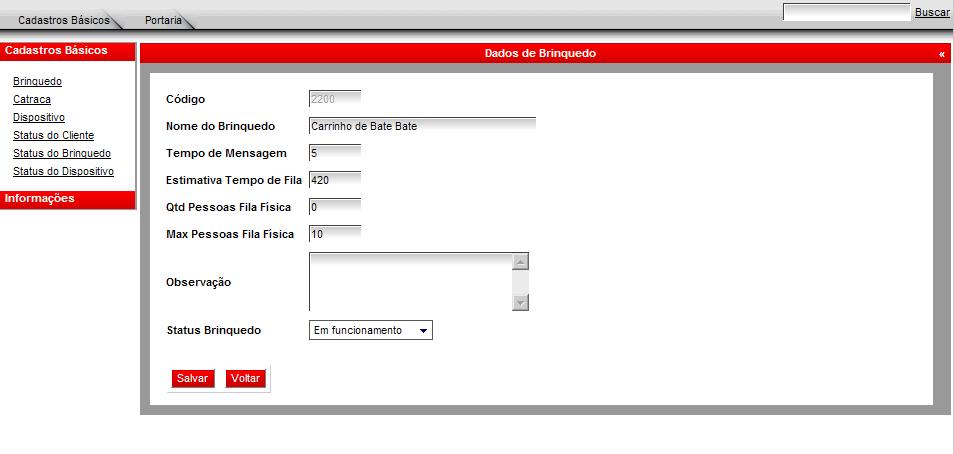 Cadastros Básicos Portaria Buscar
Cadastros Básicos
Brinquedo
Catraca
Dispositivo
Status do Cliente
Status do Brinquedo
Status do Dispositivo
Informações
Dados de Brinquedo «
Código 2200
Nome do Brinquedo Carrinho de Bate Bate
Tempo de Mensagem 5
Estimativa Tempo de Fila 420
Qtd Pessoas Fila Física 0
Max Pessoas Fila Física 10
Observação
Status Brinquedo Em funcionamento
Salvar Voltar